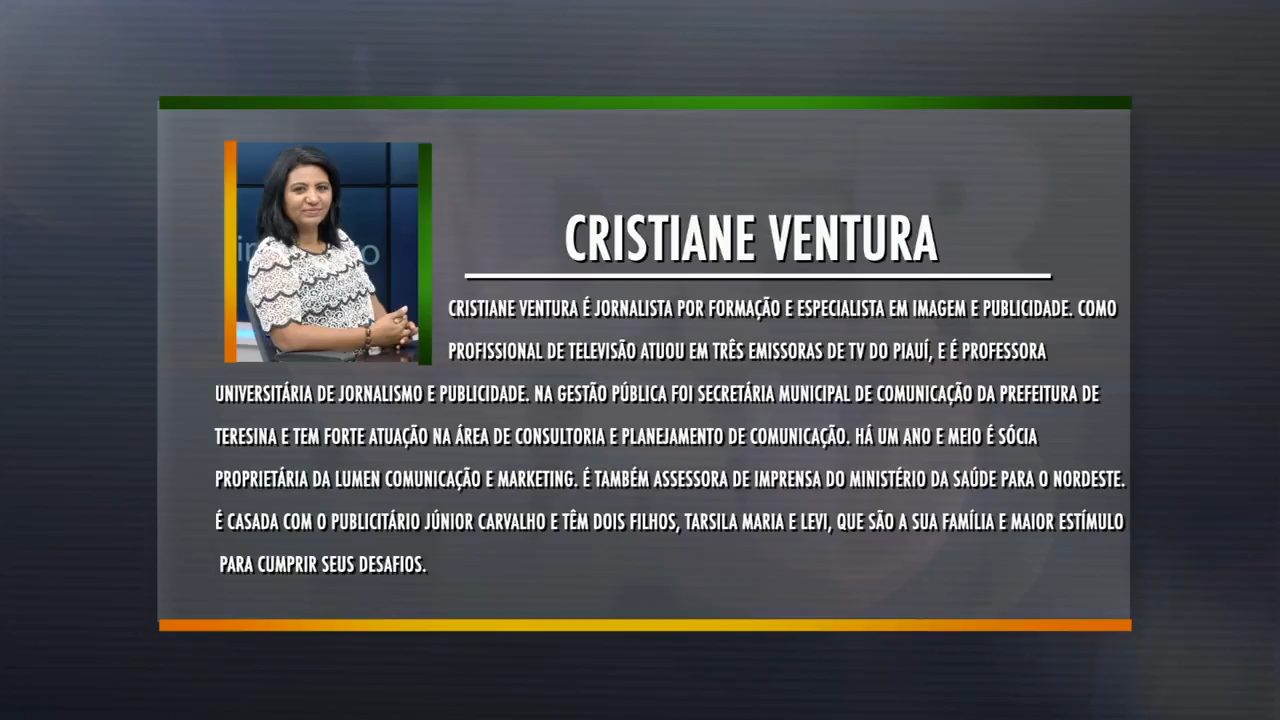 CRISTIANE VENTURA
CRISTIANE VENTURA É JORNALISTA POR FORMAÇÃO E ESPECIALISTA EM IMAGEM E PUBLICIDADE. COMO
PROFISSIONAL DE TELEVISÃO ATUOU EM TRÊS EMISSORAS DE TV DO PIAUÍ, E É PROFESSORA
UNIVERSITÁRIA DE JORNALISMO E PUBLICIDADE. NA GESTÃO PÚBLICA FOI SECRETÁRIA MUNICIPAL DE COMUNICAÇÃO DA PREFEITURA DE
TERESINA E TEM FORTE ATUAÇÃO NA ÁREA DE CONSULTORIA E PLANEJAMENTO DE COMUNICAÇÃO. HÁ UM ANO E MEIO É SÓCIA
PROPRIETÁRIA DA LUMEN COMUNICAÇÃO E MARKETING. É TAMBÉM ASSESSORA DE IMPRENSA DO MINISTÉRIO DA SAÚDE PARA O NORDESTE.
É CASADA COM O PUBLICITÁRIO JÚNIOR CARVALHO E TÊM DOIS FILHOS, TARSILA MARIA E LEVI, QUE SÃO A SUA FAMÍLIA E MAIOR ESTÍMULO
PARA CUMPRIR SEUS DESAFIOS.